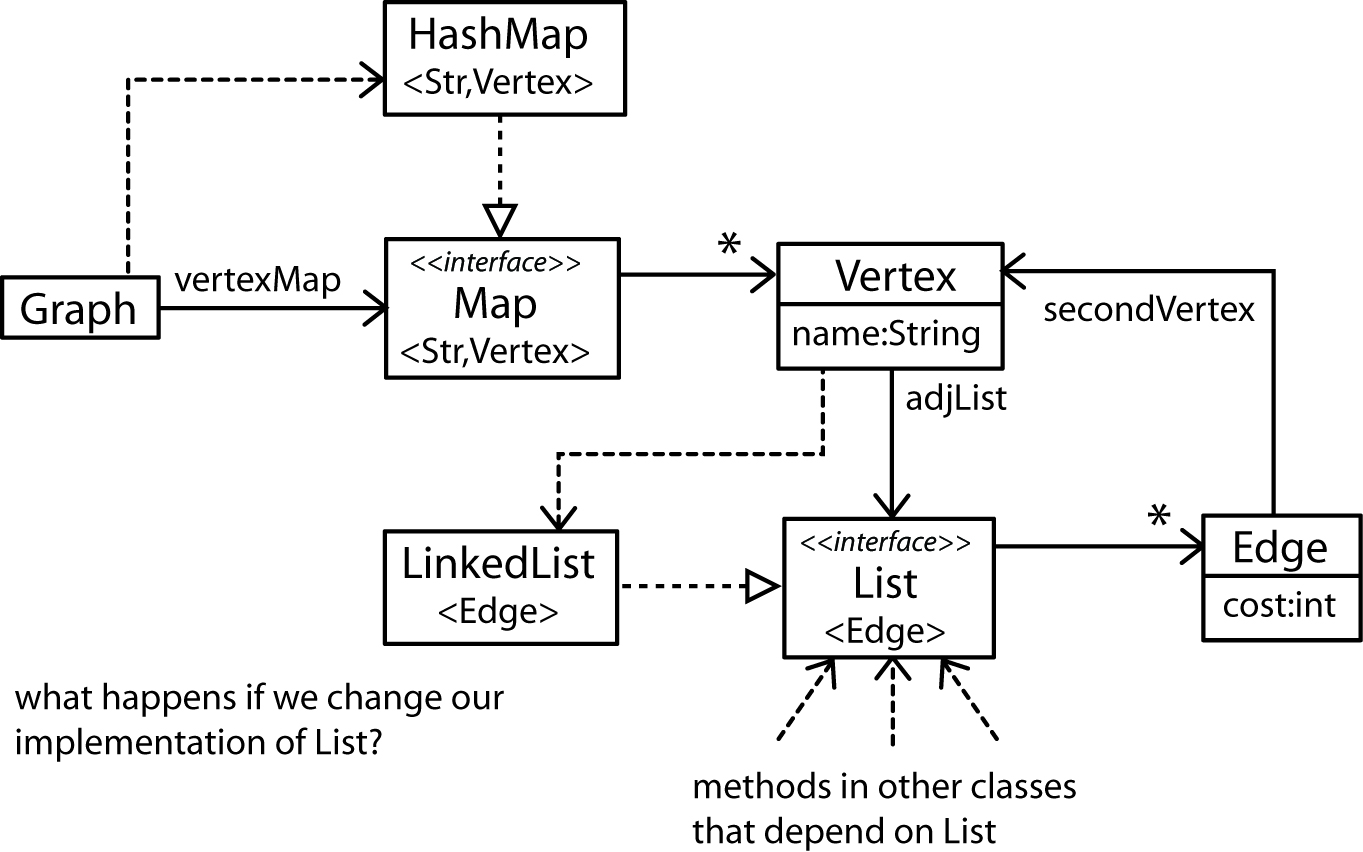 HashMap
<Str,Vertex>
Graph
vertexMap
<<interface>>
Map
<Str,Vertex>
*
Vertex
name:String
secondVertex
adjList
LinkedList
<Edge>
<<interface>>
List
<Edge>
*
Edge
cost:int
what happens if we change our
implementation of List?
methods in other classes
that depend on List